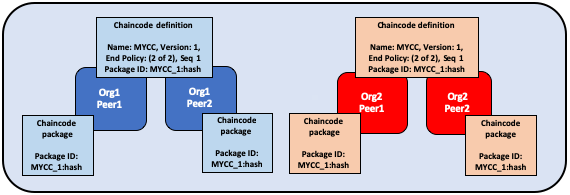 Chaincode definition
Name: MYCC, Version: 1,
End Policy: (2 of 2), Seq 1
Package ID: MYCC_1:hash
Chaincode definition
Name: MYCC, Version: 1,
End Policy: (2 of 2), Seq 1
Package ID: MYCC_1:hash
Org1
Peer1
Org1
Peer2
Org2
Peer1
Org2
Peer2
Chaincode
package
Package ID:
MYCC_1:hash
Chaincode
package
Package ID:
MYCC_1:hash
Chaincode
package
Package ID:
MYCC_1:hash
Chaincode
package
Package ID:
MYCC_1:hash